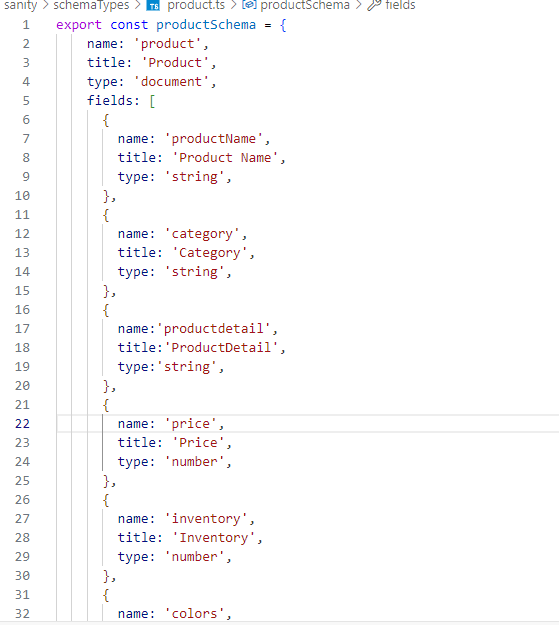 sanity > schemaTypes > TS product.ts > productSchema > fields
1 export const productSchema = {
2 name: 'product',
3 title: 'Product',
4 type: 'document',
5 fields: [
6 {
7 name: 'productName',
8 title: 'Product Name',
9 type: 'string',
10 },
11 {
12 name: 'category',
13 title: 'Category',
14 type: 'string',
15 },
16 {
17 name:'productdetail',
18 title:'ProductDetail',
19 type:'string',
20 },
21 {
22 name: 'price',
23 title: 'Price',
24 type: 'number',
25 },
26 {
27 name: 'inventory',
28 title: 'Inventory',
29 type: 'number',
30 },
31 {
32 name: 'colors',